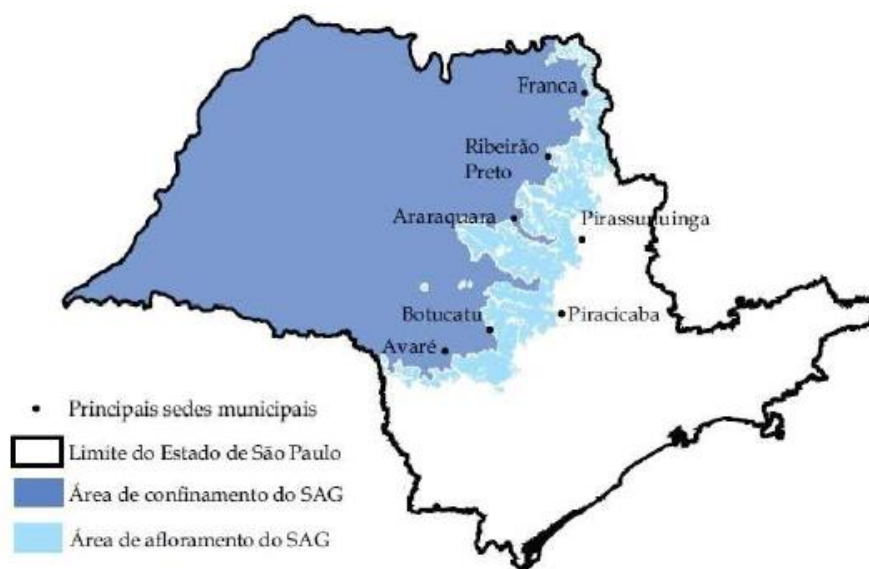 Franca
Ribeirão
Preto
Araraquara
Pirassununga
Botucatu
Piracicaba
Avaré
Principais sedes municipais
Limite do Estado de São Paulo
Área de confinamento do SAG
Área de afloramento do SAG